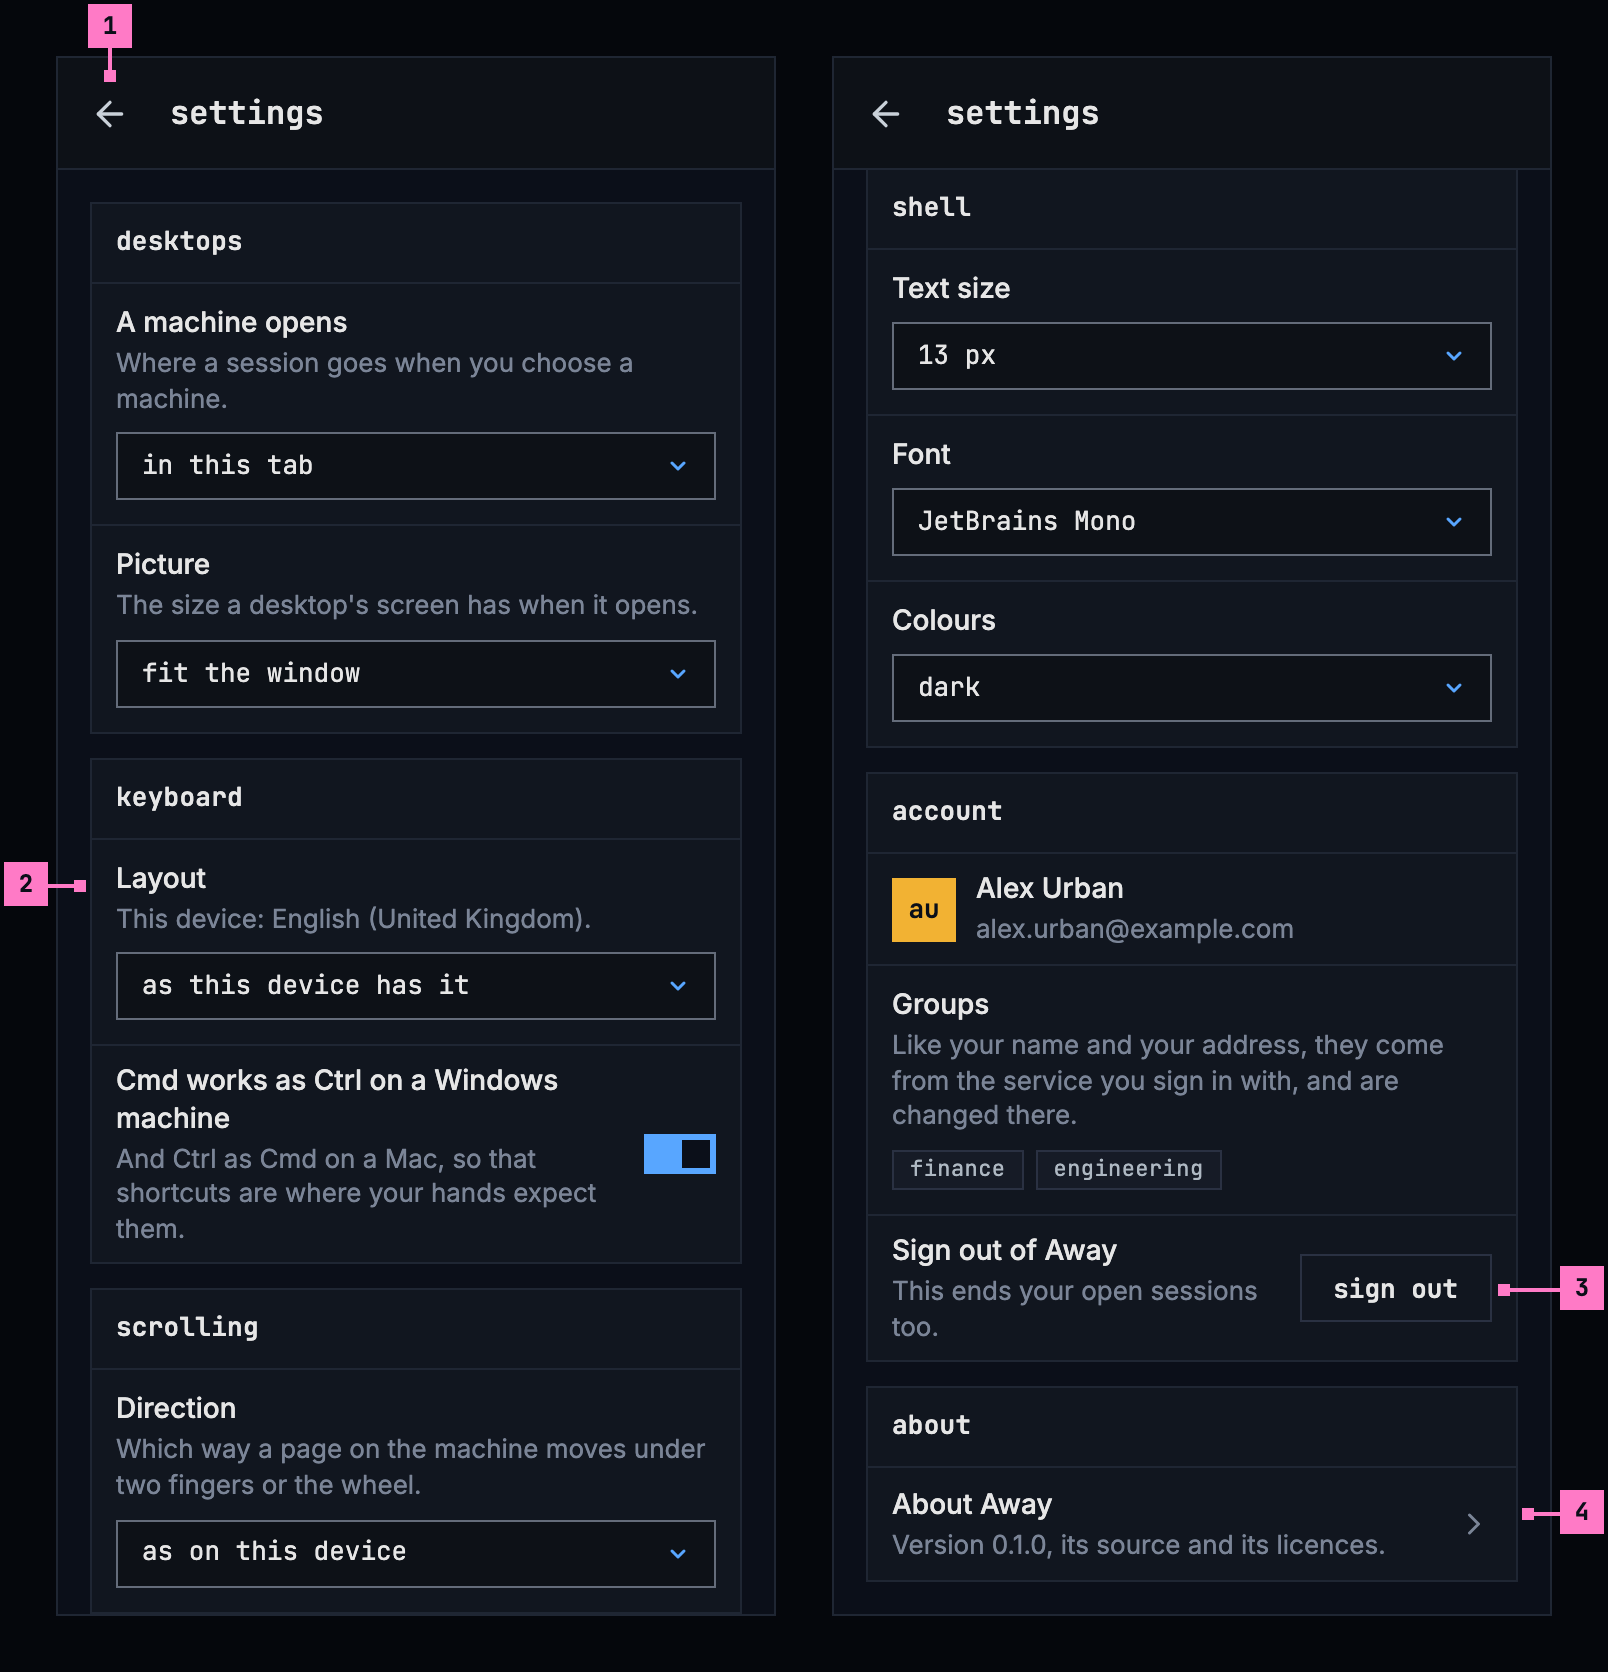 1
settings
desktops
A machine opens
Where a session goes when you choose a
machine.
in this tab
Picture
The size a desktop's screen has when it opens.
fit the window
keyboard
2
Layout
This device: English (United Kingdom).
as this device has it
Cmd works as Ctrl on a Windows
machine
And Ctrl as Cmd on a Mac, so that
shortcuts are where your hands expect
them.
scrolling
Direction
Which way a page on the machine moves under
two fingers or the wheel.
as on this device
settings
shell
Text size
13 px
Font
JetBrains Mono
Colours
dark
account
au
Alex Urban
alex.urban@example.com
Groups
Like your name and your address, they come
from the service you sign in with, and are
changed there.
finance
engineering
Sign out of Away
This ends your open sessions
too.
sign out
3
about
About Away
Version 0.1.0, its source and its licences.
4